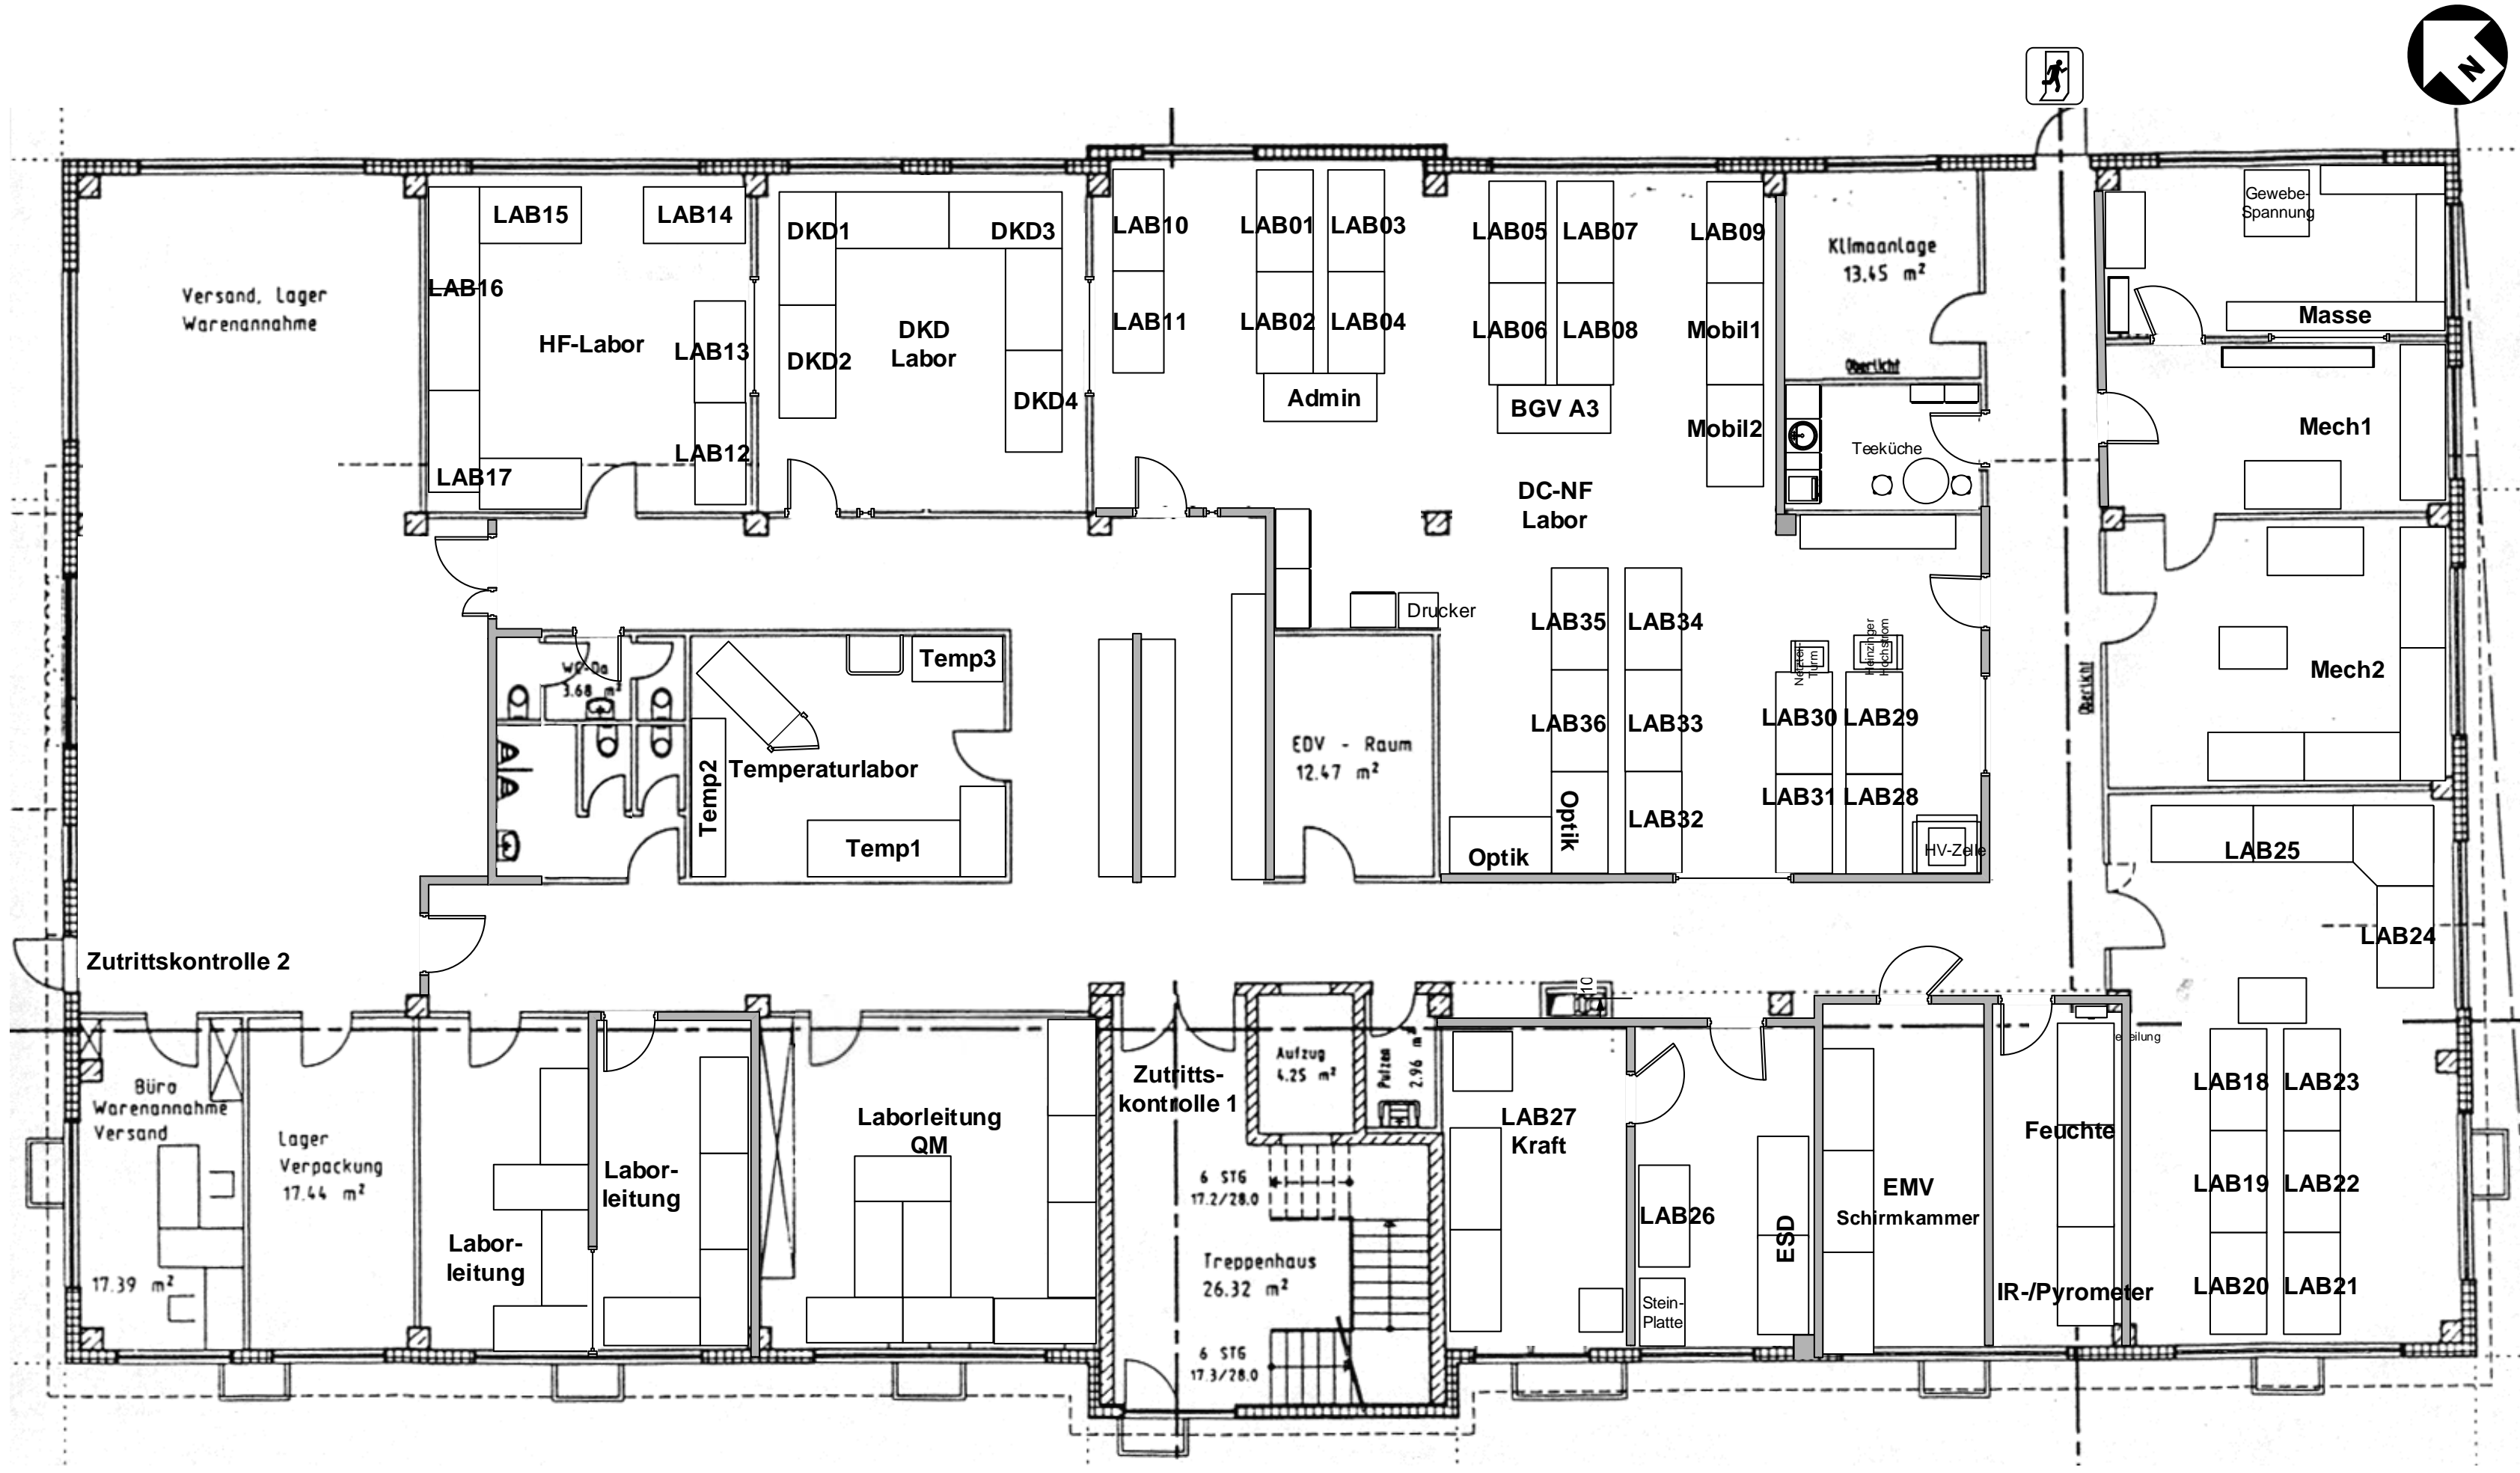 N
LAB15
LAB14
LAB16
HF-Labor
LAB13
LAB12
LAB17
Versand, Lager
Warenannahme
DKD1
DKD3
DKD2
DKD
Labor
DKD4
LAB10
LAB01
LAB03
LAB11
LAB02
LAB04
Admin
LAB05
LAB07
LAB09
LAB06
LAB08
Mobil1
BGV A3
Mobil2
DC-NF
Labor
Klimaanlage
13.45 m²
Oberlicht
Teeküche
Gewebe-
Spannung
Masse
Mech1
Mech2
Oberlicht
Drucker
LAB35
LAB34
LAB36
LAB33
Optik
LAB32
Optik
Netzteil-
Turm
Heinzinger
Hochstrom
LAB30
LAB29
LAB31
LAB28
HV-Zelle
EDV - Raum
12.47 m²
WC-Da
3.68 m²
Temp3
Temp2
Temperaturlabor
Temp1
LAB25
LAB24
Zutrittskontrolle 2
Büro
Warenannahme
Versand
17.39 m²
Lager
Verpackung
17.44 m²
Labor-
leitung
Labor-
leitung
Laborleitung
QM
Zutritts-
kontrolle 1
Aufzug
4.25 m²
Putzen
2.96 m²
6 STG
17.2/28.0
Treppenhaus
26.32 m²
6 STG
17.3/28.0
10
LAB27
Kraft
LAB26
ESD
Stein-
Platte
EMV
Schirmkammer
Feuchte
IR-/Pyrometer
LAB18
LAB23
LAB19
LAB22
LAB20
LAB21